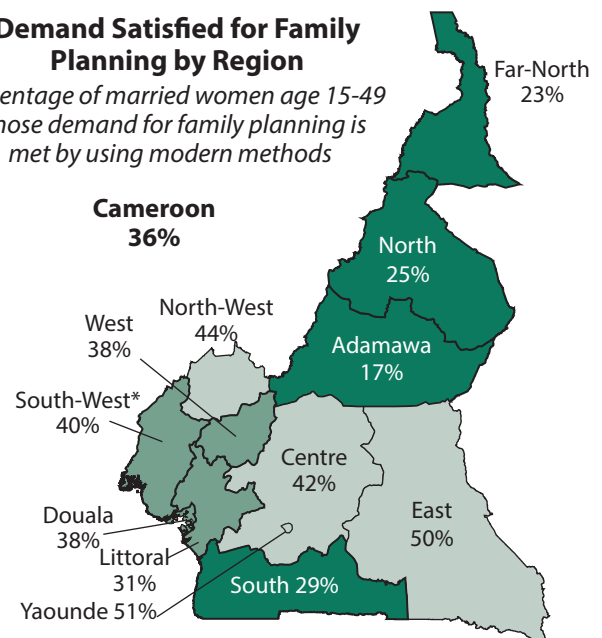 Demand Satisfied for Family
Planning by Region
entage of married women age 15-49
hose demand for family planning is
met by using modern methods
Cameroon
36%
Far-North
23%
North
25%
Adamawa
17%
North-West
44%
West
38%
South-West*
40%
Centre
42%
East
50%
Douala
38%
Littoral
31%
South 29%
Yaounde 51%